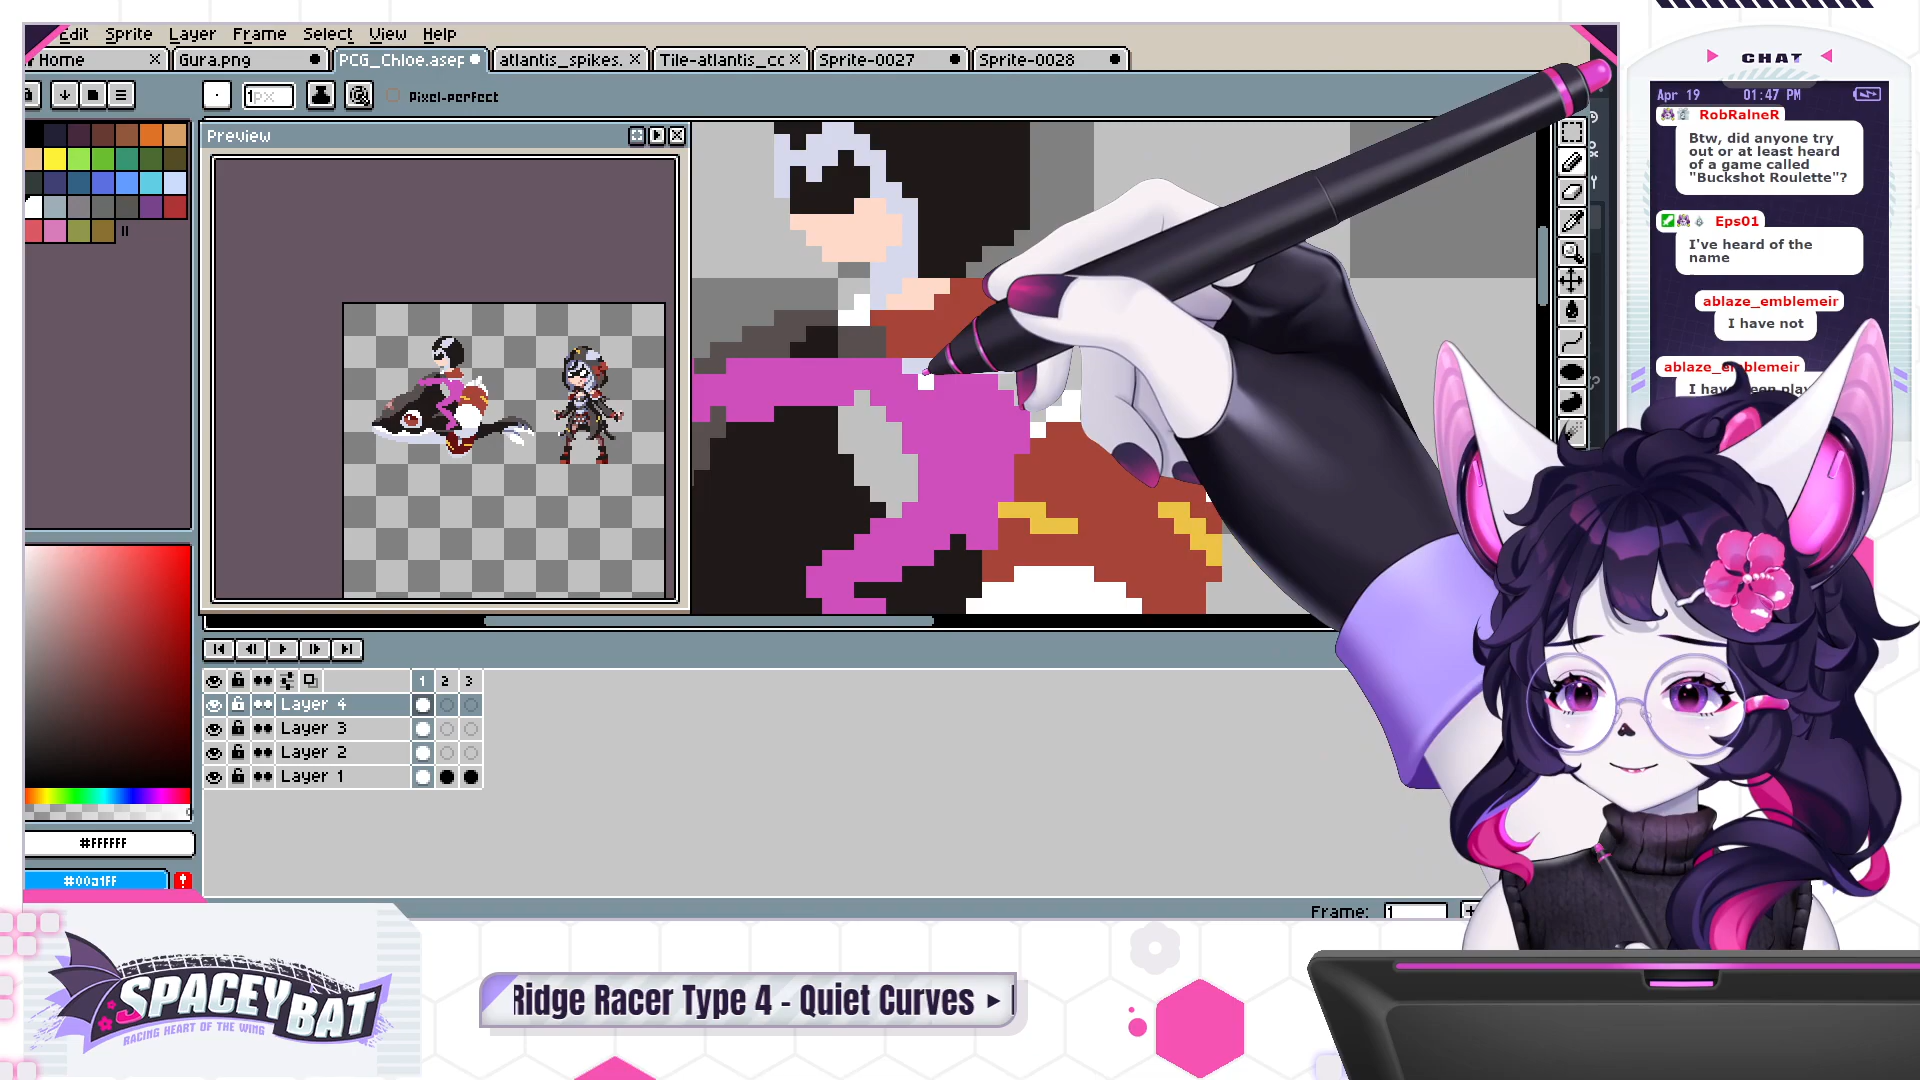 Edit Sprite Layer Frame Select View Help
Home
Gura.png
PCG_Chloe.asep
atlantis_spikes.
Tile-atlantis_cc
Sprite-0027
Sprite-0028
1px
Pixel-perfect
Preview
1 2 3
Layer 4
Layer 3
Layer 2
Layer 1
#FFFFFF
#00a1FF
Frame: 1
CHAT
Apr 19 01:47 PM
RobRaIneR
Btw, did anyone try
out or at least heard
of a game called
"Buckshot Roulette"?
Eps01
I've heard of the
name
ablaze_emblemeir
I have not
ablaze_emblemeir
SPACEYBAT
RACING HEART OF THE WING
Ridge Racer Type 4 - Quiet Curves